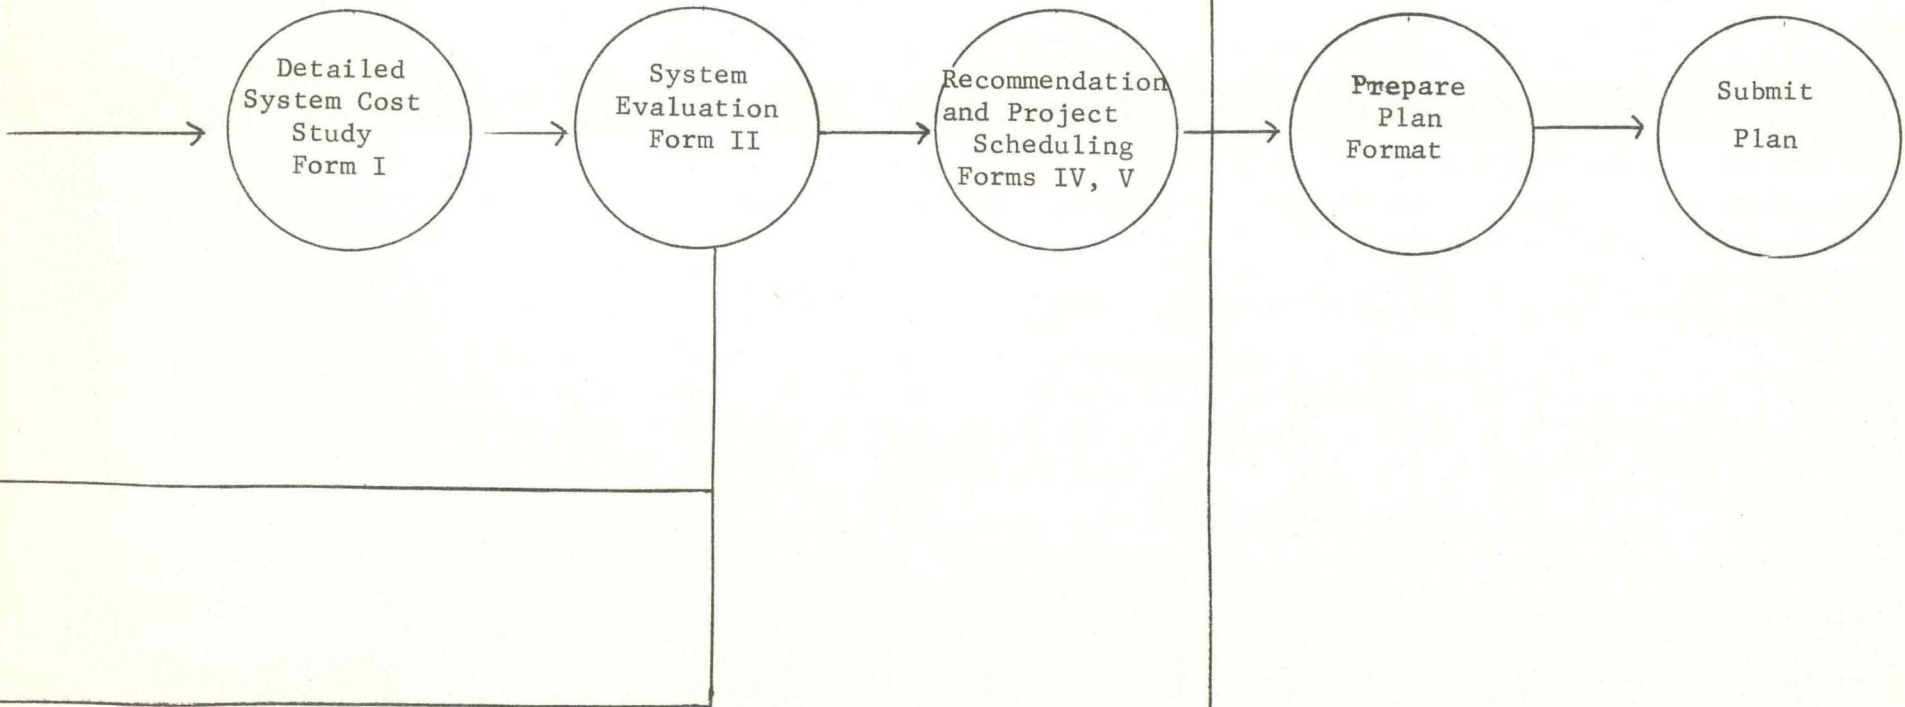 Detailed
System Cost
Study
Form I
System
Evaluation
Form II
Recommendation
and Project
Scheduling
Forms IV, V
Prepare
Plan
Format
Submit
Plan